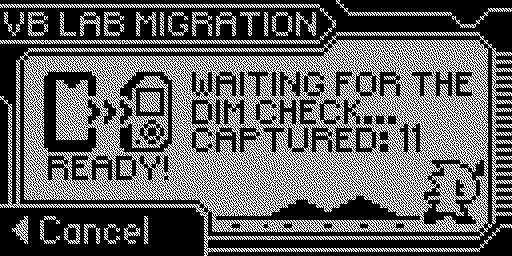 VB LAB MIGRATION
WAITING FOR THE
DIM CHECK...
CAPTURED: 11
READY!
Cancel